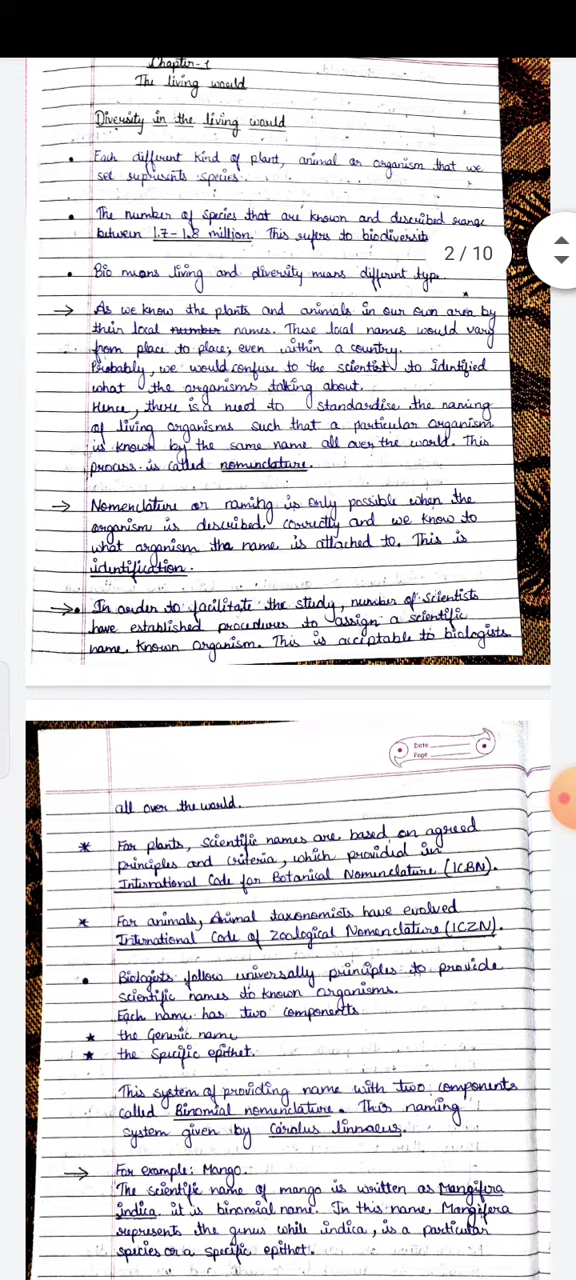 Chapter-1
The living world
Diversity in the living world
• Each different kind of plant, animal or organism that we
see represents species.
• The number of species that are known and described range
between 1.7-1.8 million. This refers to biodiversit
2 / 10
• Bio means living and diversity means different type
→ As we know the plants and animals in our own area by
their local number names. These local names would vary
from place to place, even within a country.
Probably, we would confuse to the scientist to identified
what the organisms talking about.
Hence, there is a need to standardise the naming
of living organisms such that a particular organism
is known by the same name all over the world. This
process is called nomenclature.
→ Nomenclature or naming is only possible when the
organism is described correctly and we know to
what organism the name is attached to. This is
identification.
→• In order to facilitate the study, number of scientists
have established procedures to assign a scientific
name. Known organism. This is acceptable to biologists
Date
Page
all over the world.
* For plants, scientific names are based on agreed
principles and criteria, which provided in
International Code for Botanical Nomenclature (ICBN).
* For animals, Animal taxonomists have evolved
International Code of Zoological Nomenclature (ICZN).
• Biologists follow universally principles to provide
scientific names to known organisms.
Each name has two components
★ the Generic name
★ the Specific epithet.
This system of providing name with two components
called Binomial nomenclature. This naming
system given by Carolus linnaeus.
→ For example: Mango.
The scientific name of mango is written as Mangifera
indica. it is binomial name. In this name, Mangifera
represents the genus while indica, is a particular
species or a specific epithet.